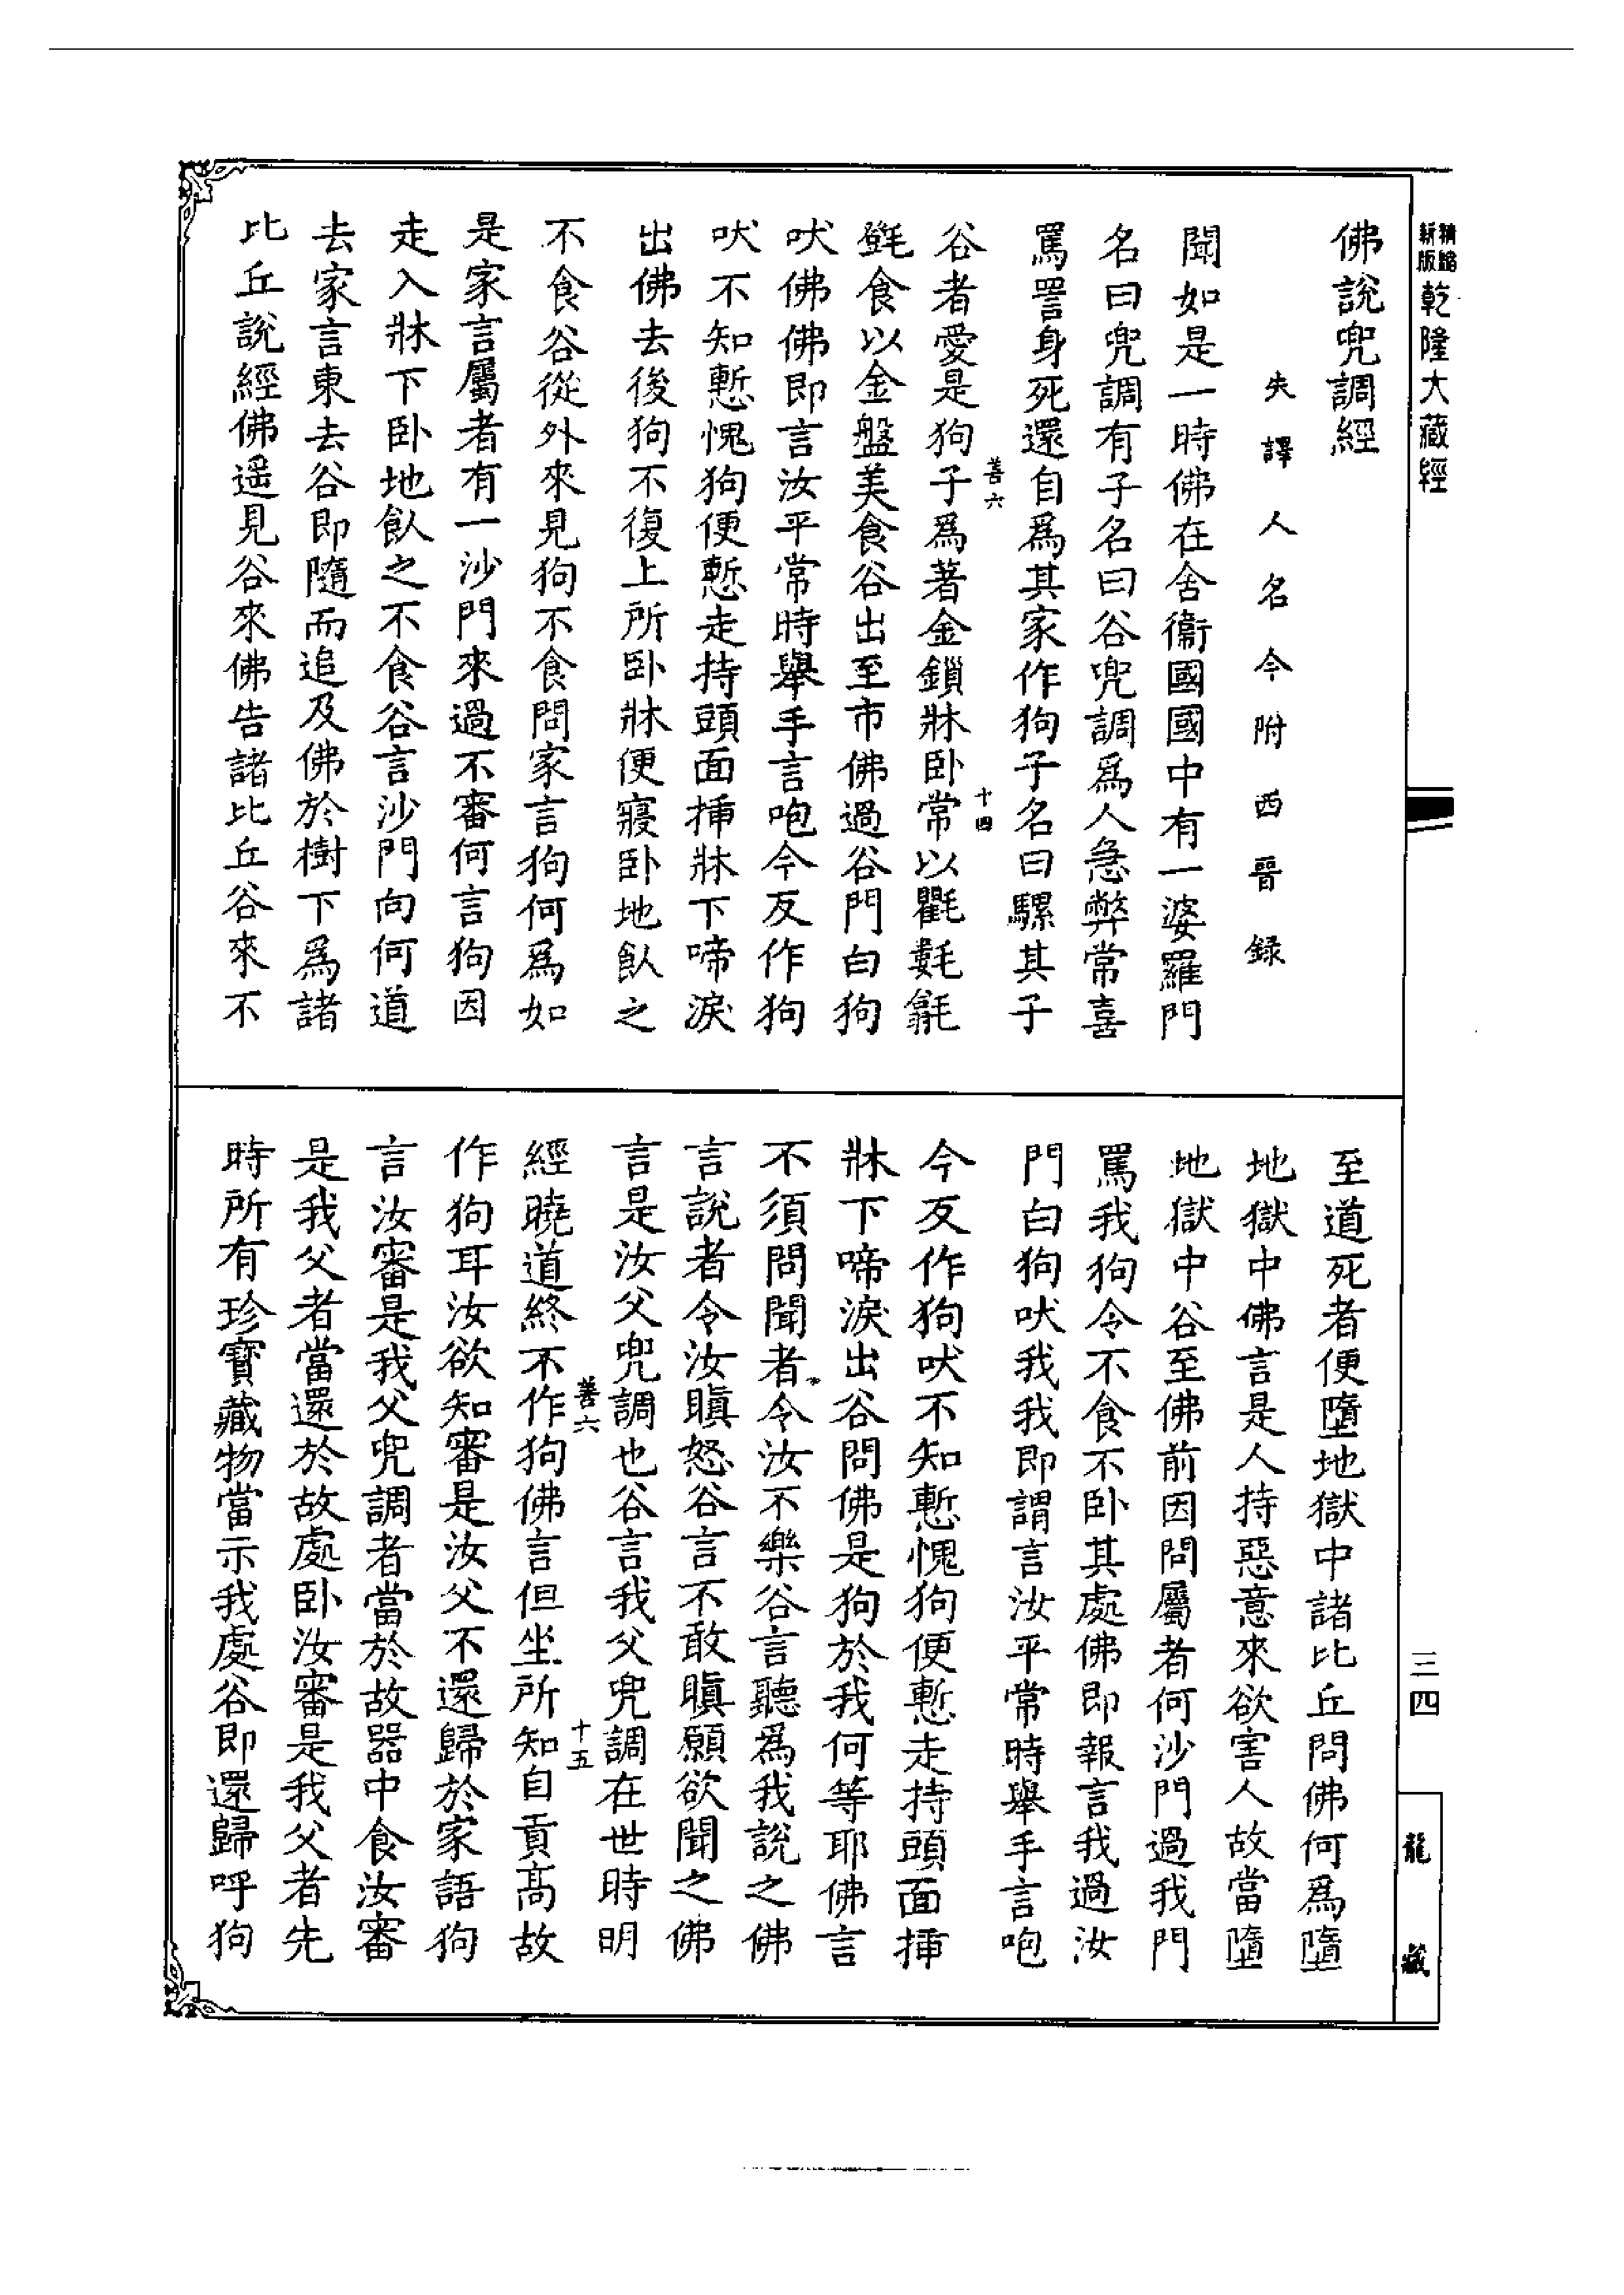 精縮
新版
乾隆大藏經
佛說兜調經
失譯人名今附西晉錄
聞如是一時佛在舍衞國國中有一婆羅門
名曰兜調有子名曰谷兜調爲人急弊常喜
罵詈身死還自爲其家作狗子名曰騾其子
谷者愛是狗子爲著金鎖牀卧常以氍𣰽毹
㲪食以金盤美食谷出至市佛過谷門白狗
吠佛佛即言汝平常時舉手言咆今反作狗
吠不知慙愧狗便慙走持頭面揷牀下啼淚
出佛去後狗不復上所卧牀便寢卧地飤之
不食谷從外來見狗不食問家言狗何爲如
是家言屬者有一沙門來過不審何言狗因
走入牀下卧地飤之不食谷言沙門向何道
去家言東去谷即隨而追及佛於樹下爲諸
比丘說經佛遥見谷來佛告諸比丘谷來不
善六
十四
至道死者便墮地獄中諸比丘問佛何爲墮
地獄中佛言是人持惡意來欲害人故當墮
地獄中谷至佛前因問屬者何沙門過我門
罵我狗令不食不卧其處佛即報言我過汝
門白狗吠我我即謂言汝平常時舉手言咆
今反作狗吠不知慙愧狗便慙走持頭面揷
牀下啼淚出谷問佛是狗於我何等耶佛言
不須問聞者令汝不樂谷言聽爲我說之佛
言說者令汝瞋怒谷言不敢瞋願欲聞之佛
言是汝父兜調也谷言我父兜調在世時明
經曉道終不作狗佛言但坐所知自貢高故
作狗耳汝欲知審是汝父不還歸於家語狗
言汝審是我父兜調者當於故器中食汝審
是我父者當還於故處卧汝審是我父者先
時所有珍寶藏物當示我處谷即還歸呼狗
善六
十五
三四
龍藏